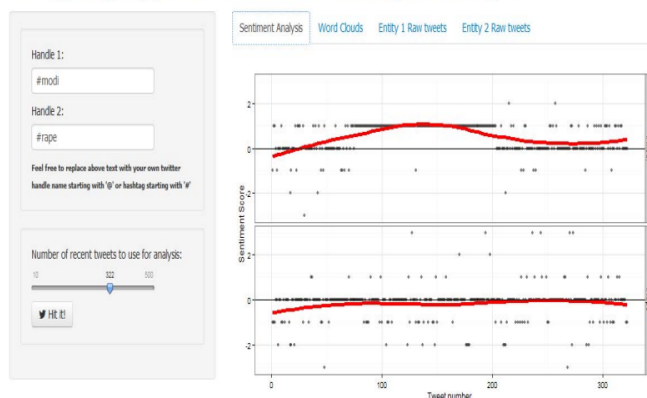 Handle 1:
#modi
Handle 2:
#rape
Feel free to replace above text with your own twitter
handle name starting with '@' or hashtag starting with '#'
Number of recent tweets to use for analysis:
10 322 500
Hit it!
Sentiment Analysis Word Clouds Entity 1 Raw tweets Entity 2 Raw tweets
Sentiment Score
2
0
-2
2
0
-2
0 100 200 300
Tweet number